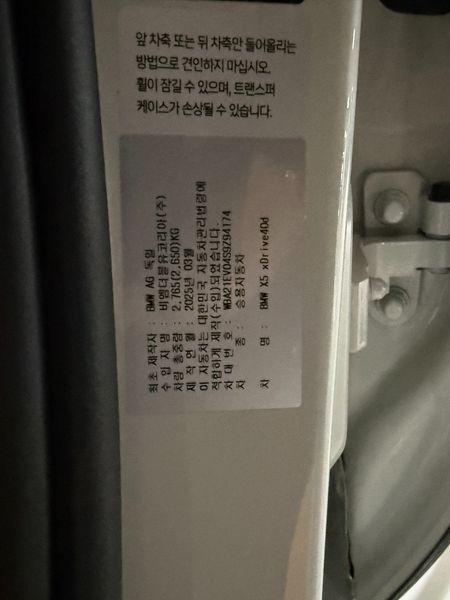 앞 차축 또는 뒤 차축만 들어올리는
방법으로 견인하지 마십시오.
휠이 잠길 수 있으며, 트랜스퍼
케이스가 손상될 수 있습니다.
최초 제작자 : BMW AG 독일
수 입 자 명 : 비엠더블유코리아(주)
차량 총중량 : 2,765(2,650)KG
제 작 연 월 : 2025년 03월
이 자동차는 대한민국 자동차관리법령에
적합하게 제작(수입)되었습니다.
차 대 번 호 : WBA21EV04S9Z94174
차 종 : 승용자동차
차 명 : BMW X5 xDrive40d